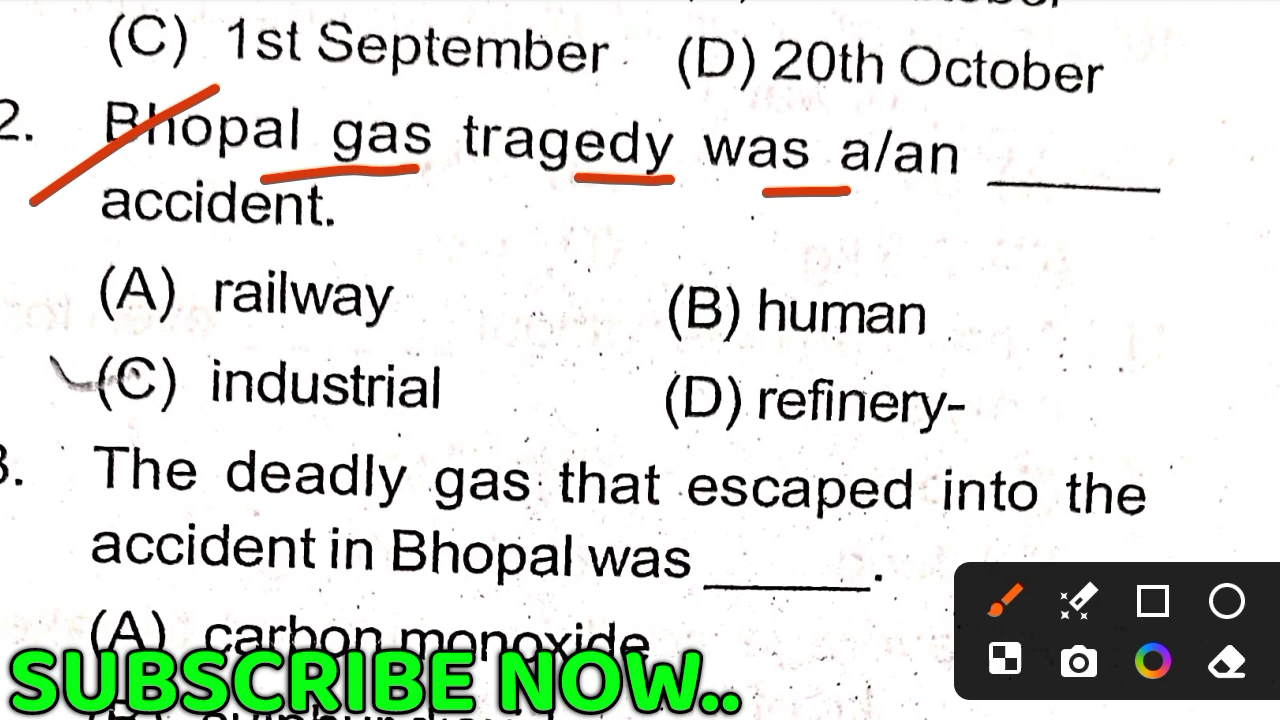 (C) 1st September (D) 20th October
2. Bhopal gas tragedy was a/an ______
accident.
(A) railway (B) human
(C) industrial (D) refinery-
3. The deadly gas that escaped into the
accident in Bhopal was ______.
(A) carbon monoxide
SUBSCRIBE NOW..